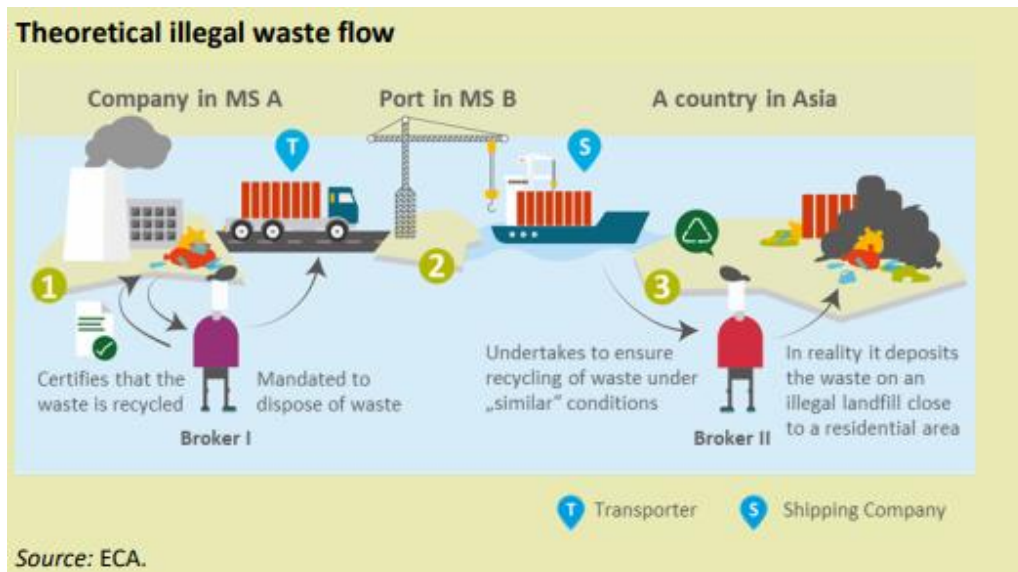 Theoretical illegal waste flow
Company in MS A
Port in MS B
A country in Asia
T
S
1
2
3
Certifies that the
waste is recycled
Broker I
Mandated to
dispose of waste
Undertakes to ensure
recycling of waste under
„similar“ conditions
Broker II
In reality it deposits
the waste on an
illegal landfill close
to a residential area
T Transporter
S Shipping Company
Source: ECA.